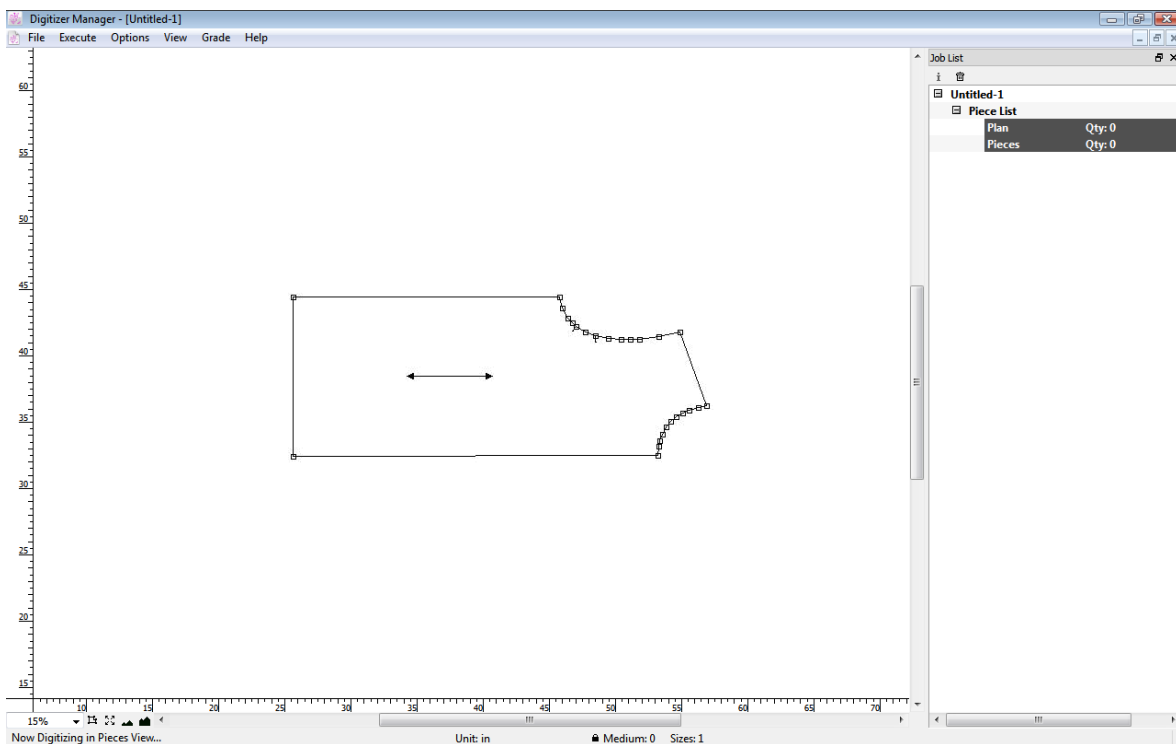 Digitizer Manager - [Untitled-1]
File Execute Options View Grade Help
Job List
i
Untitled-1
Piece List
Plan Qty: 0
Pieces Qty: 0
60
55
50
45
40
35
30
25
20
15
10 15 20 25 30 35 40 45 50 55 60 65 70
15%
Now Digitizing in Pieces View... Unit: in Medium: 0 Sizes: 1